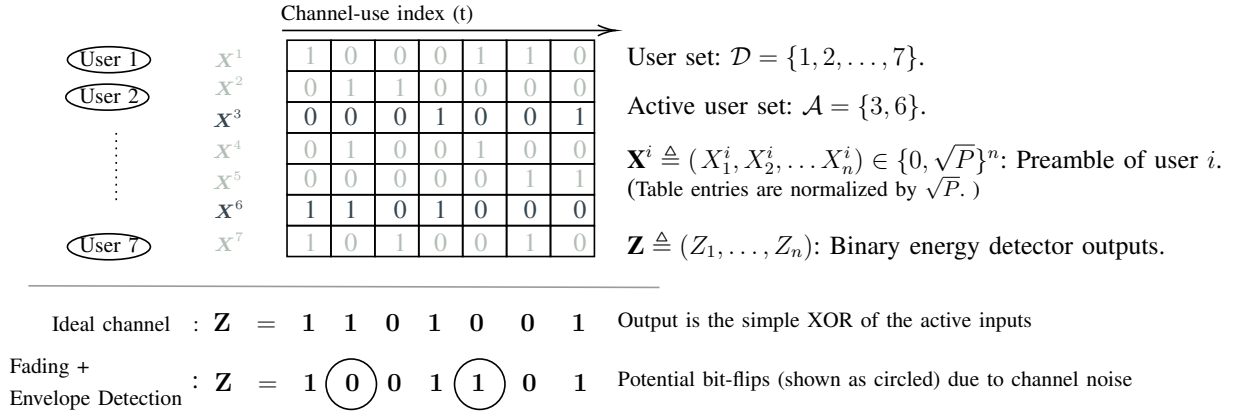 Channel-use index (t)
User 1 X¹ 1 0 0 0 1 1 0 User set: 𝒟 = {1, 2, . . . , 7}.
User 2 X² 0 1 1 0 0 0 0
X³ 0 0 0 1 0 0 1 Active user set: 𝒜 = {3, 6}.
X⁴ 0 1 0 0 1 0 0 𝐗ⁱ ≜ ( X₁ⁱ, X₂ⁱ, . . . Xₙⁱ) ∈ {0, √P}ⁿ: Preamble of user i.
X⁵ 0 0 0 0 0 1 1 (Table entries are normalized by √P. )
X⁶ 1 1 0 1 0 0 0
User 7 X⁷ 1 0 1 0 0 1 0 𝐙 ≜ (Z₁, . . . , Zₙ): Binary energy detector outputs.
Ideal channel : Z = 1 1 0 1 0 0 1 Output is the simple XOR of the active inputs
Fading +
Envelope Detection : Z = 1 0 0 1 1 0 1 Potential bit-flips (shown as circled) due to channel noise